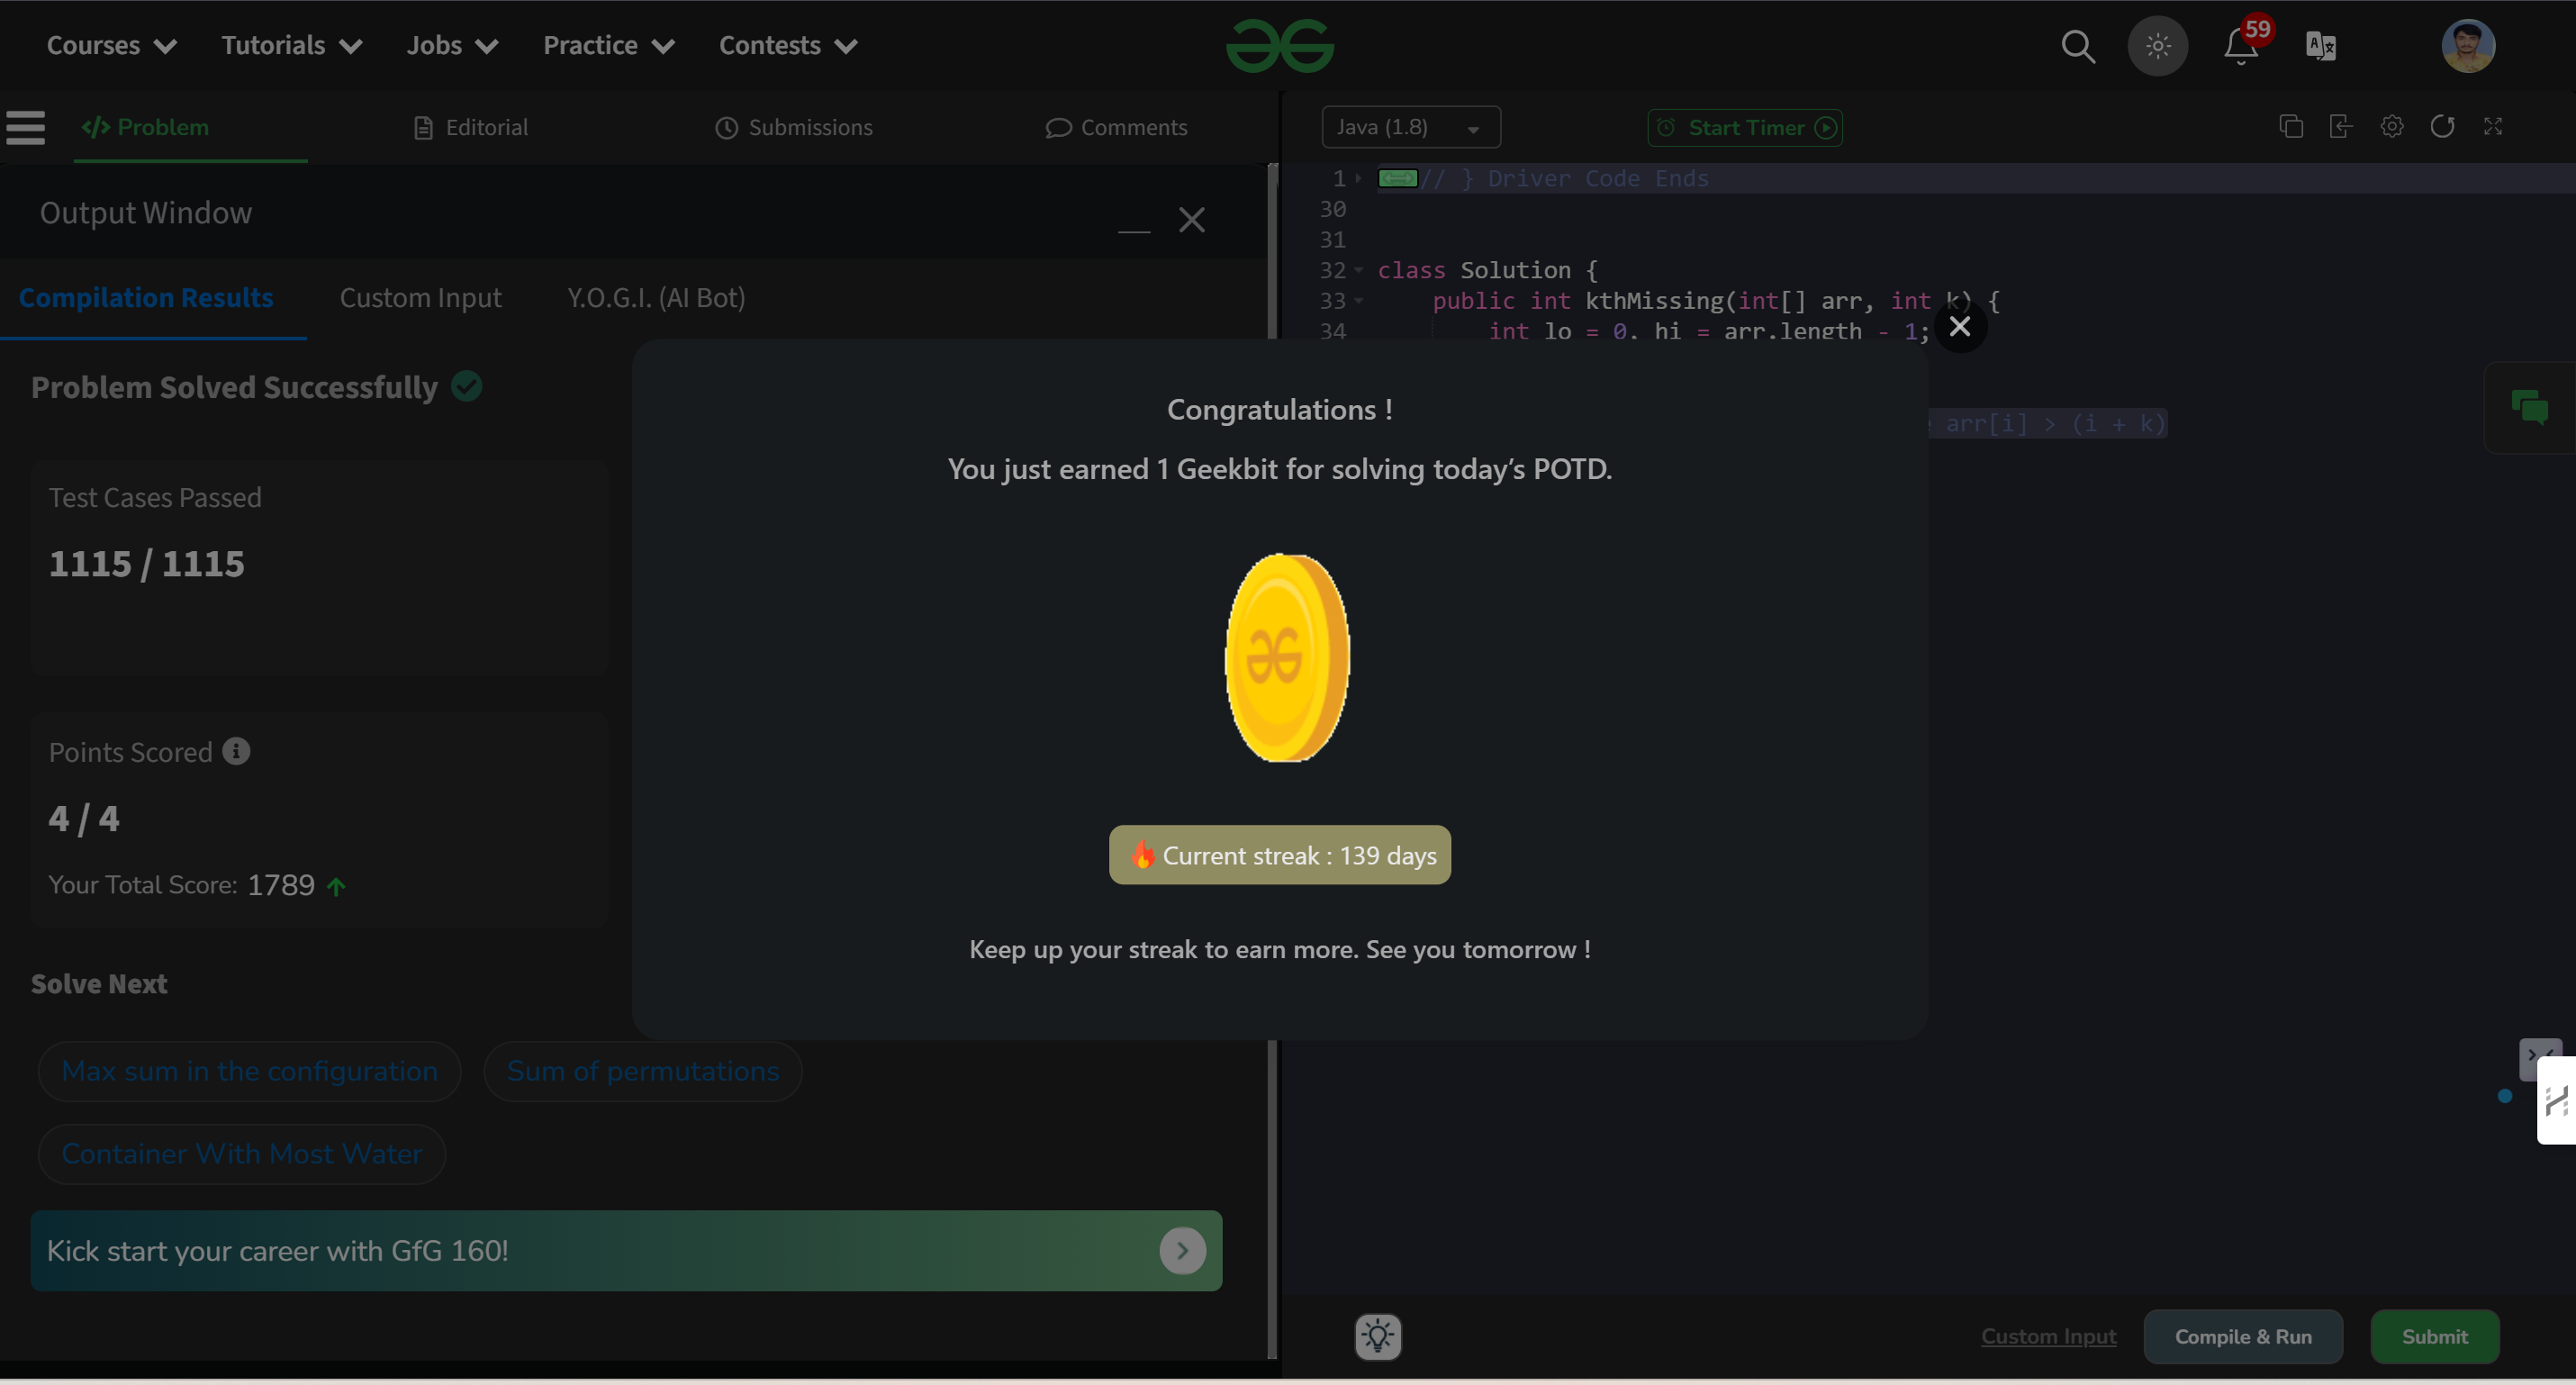 Courses Tutorials Jobs Practice Contests
59
Problem Editorial Submissions Comments
Java (1.8) Start Timer
Output Window
Compilation Results Custom Input Y.O.G.I. (AI Bot)
Problem Solved Successfully
Test Cases Passed
1115 / 1115
Points Scored
4 / 4
Your Total Score: 1789
Solve Next
Max sum in the configuration Sum of permutations
Container With Most Water
Kick start your career with GfG 160!
1 // } Driver Code Ends
30
31
32 class Solution {
33 public int kthMissing(int[] arr, int k) {
34 int lo = 0, hi = arr.length - 1;
arr[i] > (i + k)
Congratulations !
You just earned 1 Geekbit for solving today’s POTD.
Current streak : 139 days
Keep up your streak to earn more. See you tomorrow !
Custom Input Compile & Run Submit